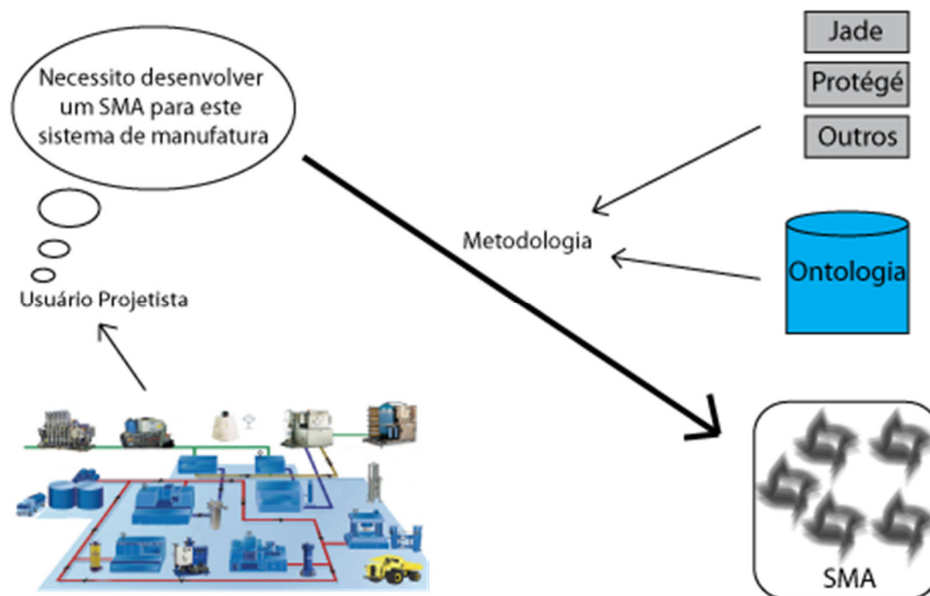 Necessito desenvolver
um SMA para este
sistema de manufatura
Usuário Projetista
Metodologia
Jade
Protégé
Outros
Ontologia
SMA